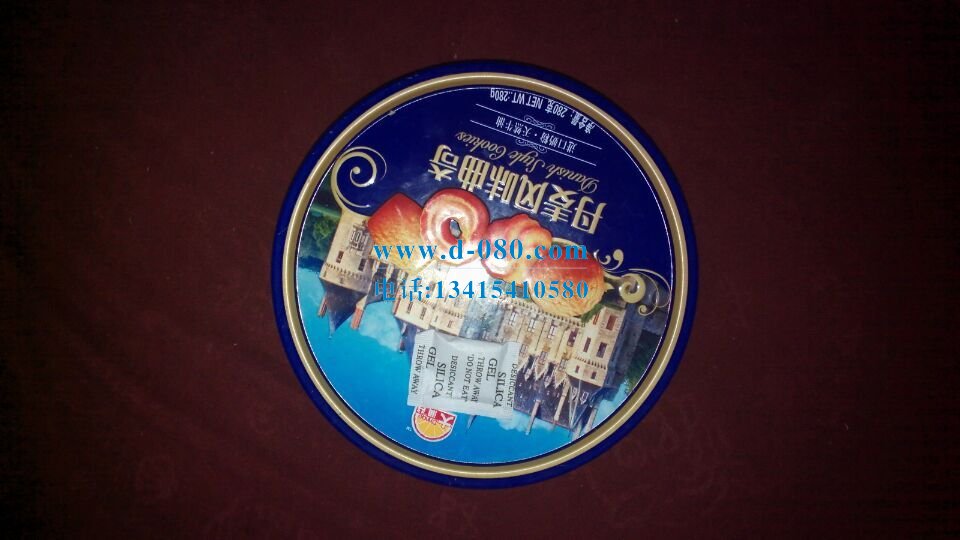 丹麦风味曲奇
Danish Style Cookies
进口奶粉·天然牛油
净含量：280克 NET WT.:280g
www.d-080.com
电话:13415410580
DESICCANT
SILICA
GEL
THROW AWAY
'DO NOT EAT'
DESICCANT
SILICA
GEL
THROW AWAY